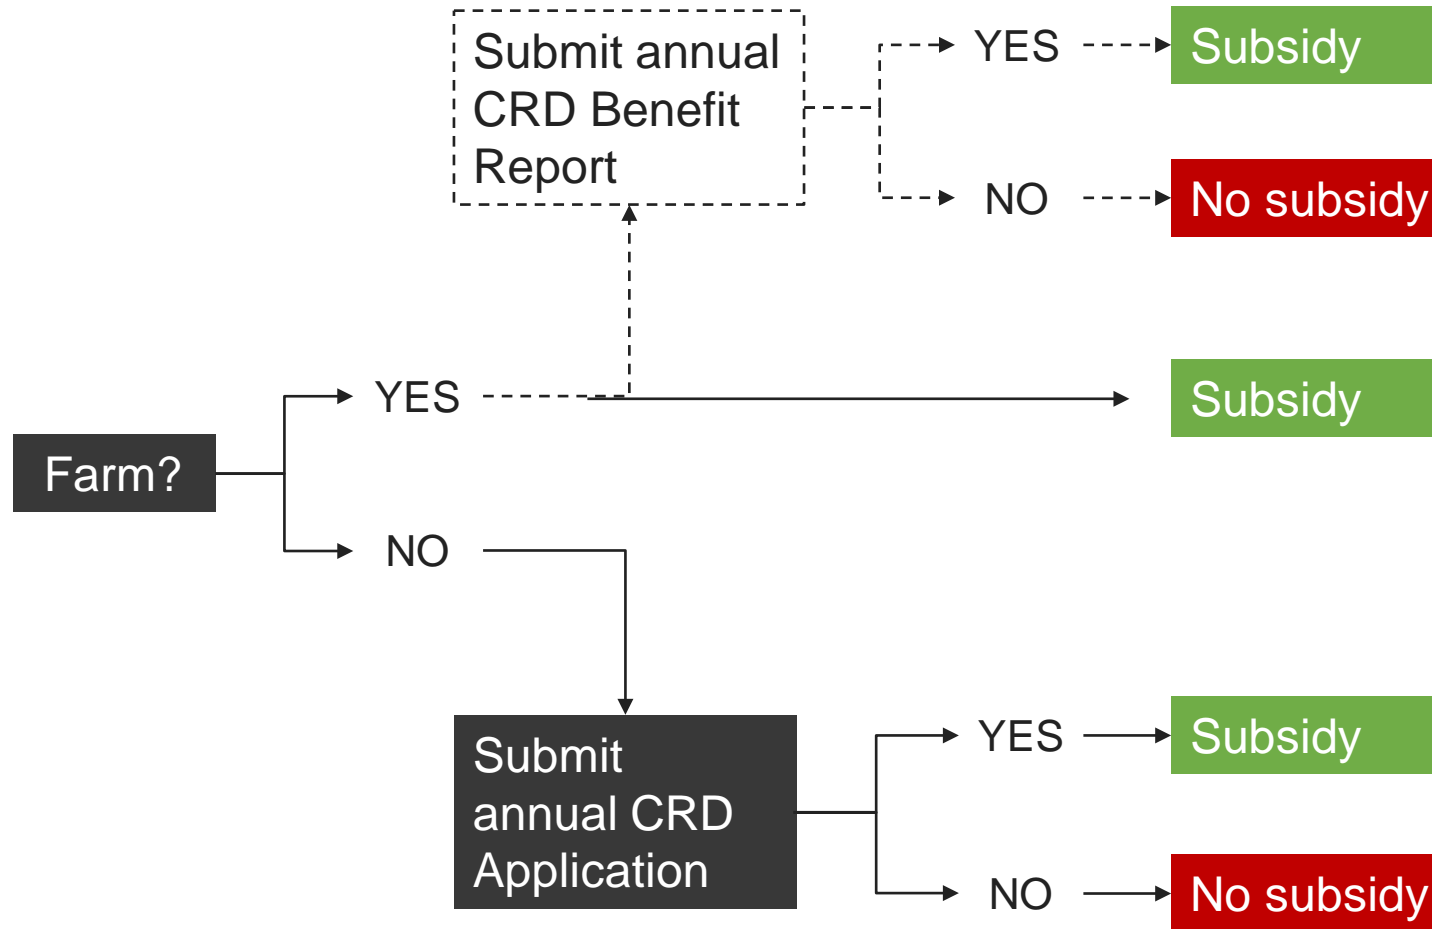 Submit annual
CRD Benefit
Report
YES
Subsidy
NO
No subsidy
YES
Subsidy
Farm?
NO
Submit
annual CRD
Application
YES
Subsidy
NO
No subsidy